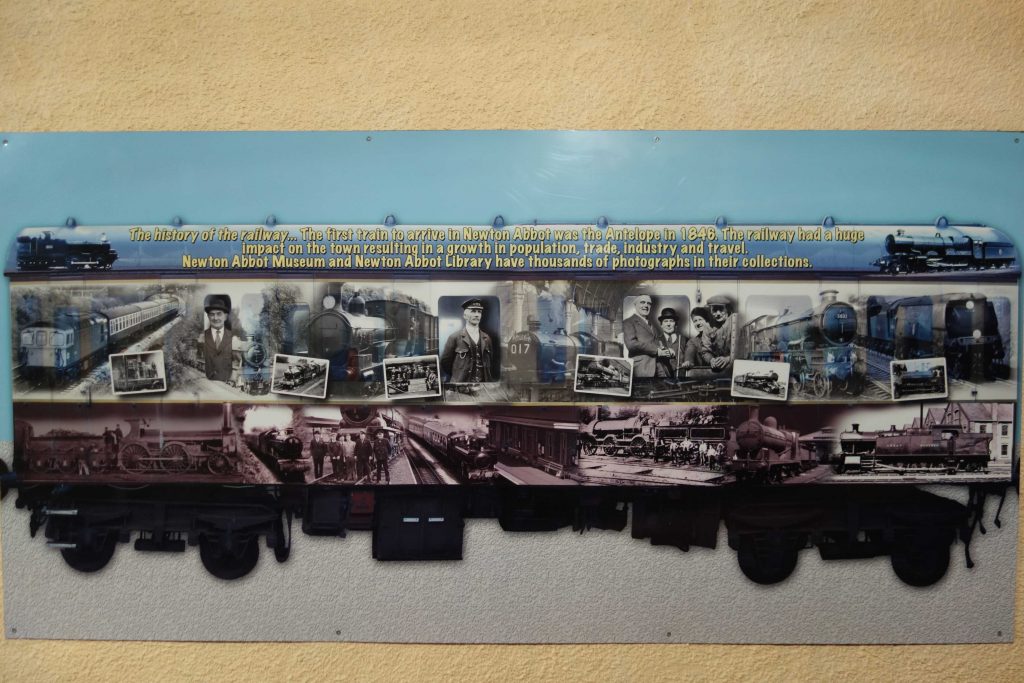 The history of the railway... The first train to arrive in Newton Abbot was the Antelope in 1846. The railway had a huge
impact on the town resulting in a growth in population, trade, industry and travel.
Newton Abbot Museum and Newton Abbot Library have thousands of photographs in their collections.
017